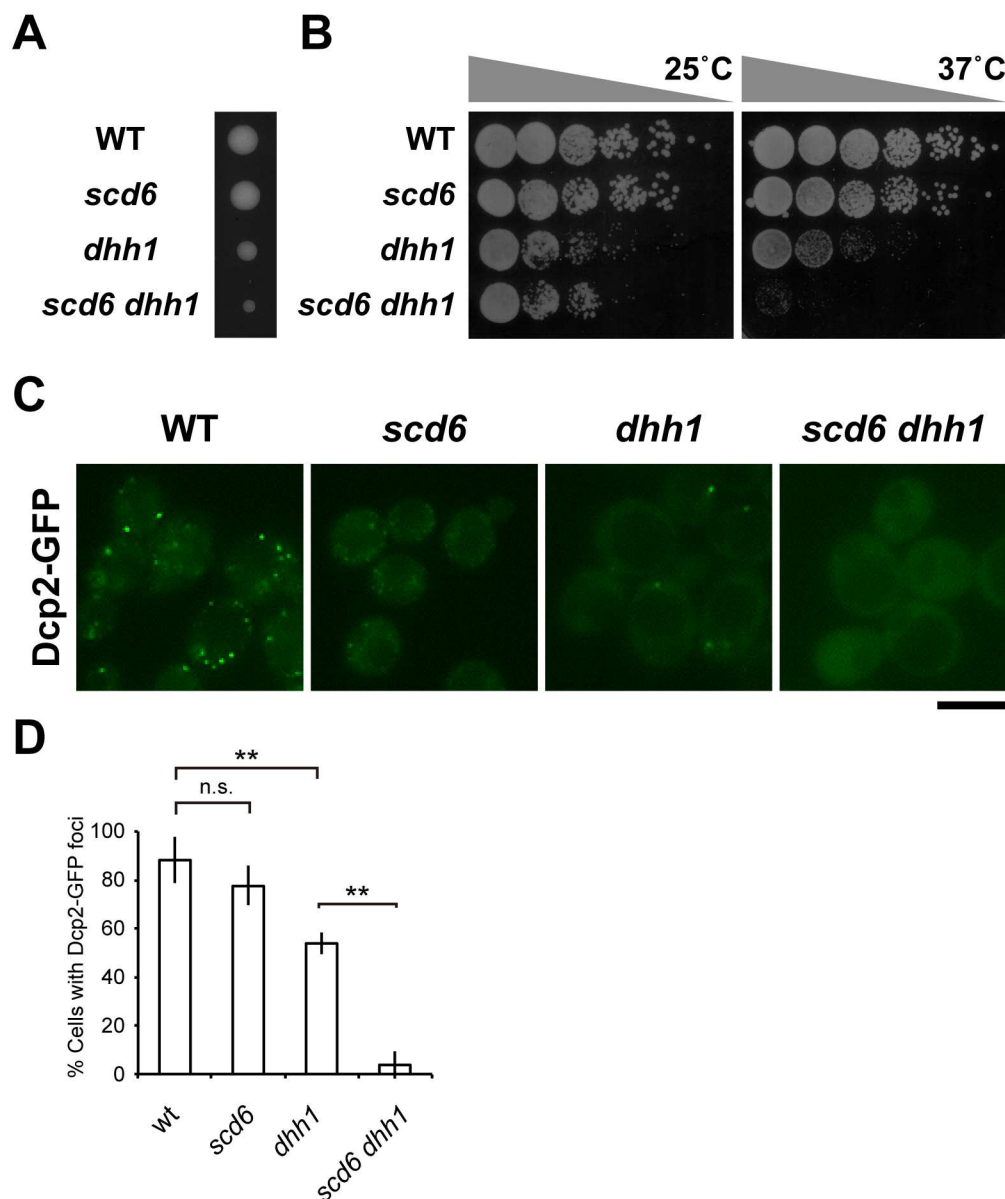 A
WT
scd6
dhh1
scd6 dhh1
B
25˚C
37˚C
WT
scd6
dhh1
scd6 dhh1
C
WT
scd6
dhh1
scd6 dhh1
Dcp2-GFP
D
**
n.s.
**
% Cells with Dcp2-GFP foci
100
80
60
40
20
0
wt
scd6
dhh1
scd6 dhh1